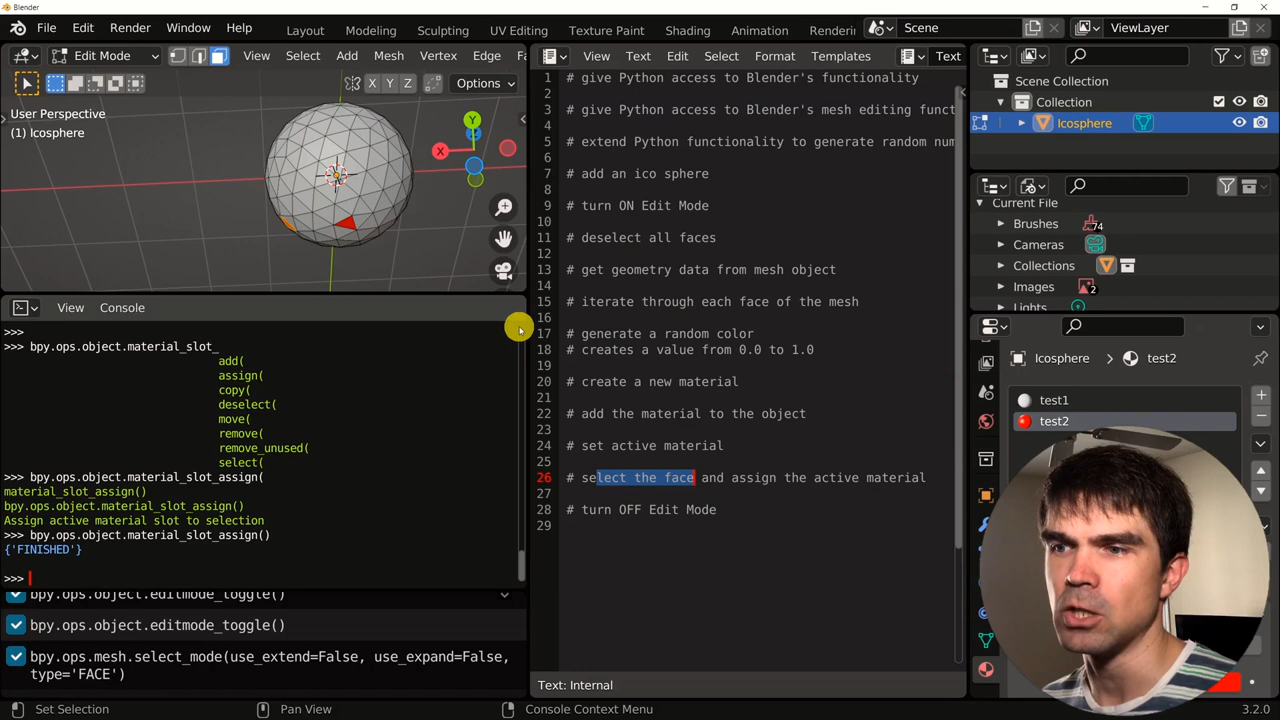 Blender
File Edit Render Window Help Layout Modeling Sculpting UV Editing Texture Paint Shading Animation Renderi Scene ViewLayer
Edit Mode View Select Add Mesh Vertex Edge Fa
X Y Z Options
User Perspective
(1) Icosphere
Y
X
View Console
>>>
>>> bpy.ops.object.material_slot_
add(
assign(
copy(
deselect(
move(
remove(
remove_unused(
select(
>>> bpy.ops.object.material_slot_assign(
material_slot_assign()
bpy.ops.object.material_slot_assign()
Assign active material slot to selection
>>> bpy.ops.object.material_slot_assign()
{'FINISHED'}
>>>
bpy.ops.object.editmode_toggle()
bpy.ops.object.editmode_toggle()
bpy.ops.mesh.select_mode(use_extend=False, use_expand=False,
type='FACE')
View Text Edit Select Format Templates Text
1 # give Python access to Blender's functionality
2
3 # give Python access to Blender's mesh editing funct
4
5 # extend Python functionality to generate random num
6
7 # add an ico sphere
8
9 # turn ON Edit Mode
10
11 # deselect all faces
12
13 # get geometry data from mesh object
14
15 # iterate through each face of the mesh
16
17 # generate a random color
18 # creates a value from 0.0 to 1.0
19
20 # create a new material
21
22 # add the material to the object
23
24 # set active material
25
26 # select the face and assign the active material
27
28 # turn OFF Edit Mode
29
Text: Internal
Scene Collection
Collection
Icosphere
Current File
Brushes 74
Cameras
Collections
Images 2
Lights
Icosphere > test2
test1
test2
Set Selection Pan View Console Context Menu 3.2.0